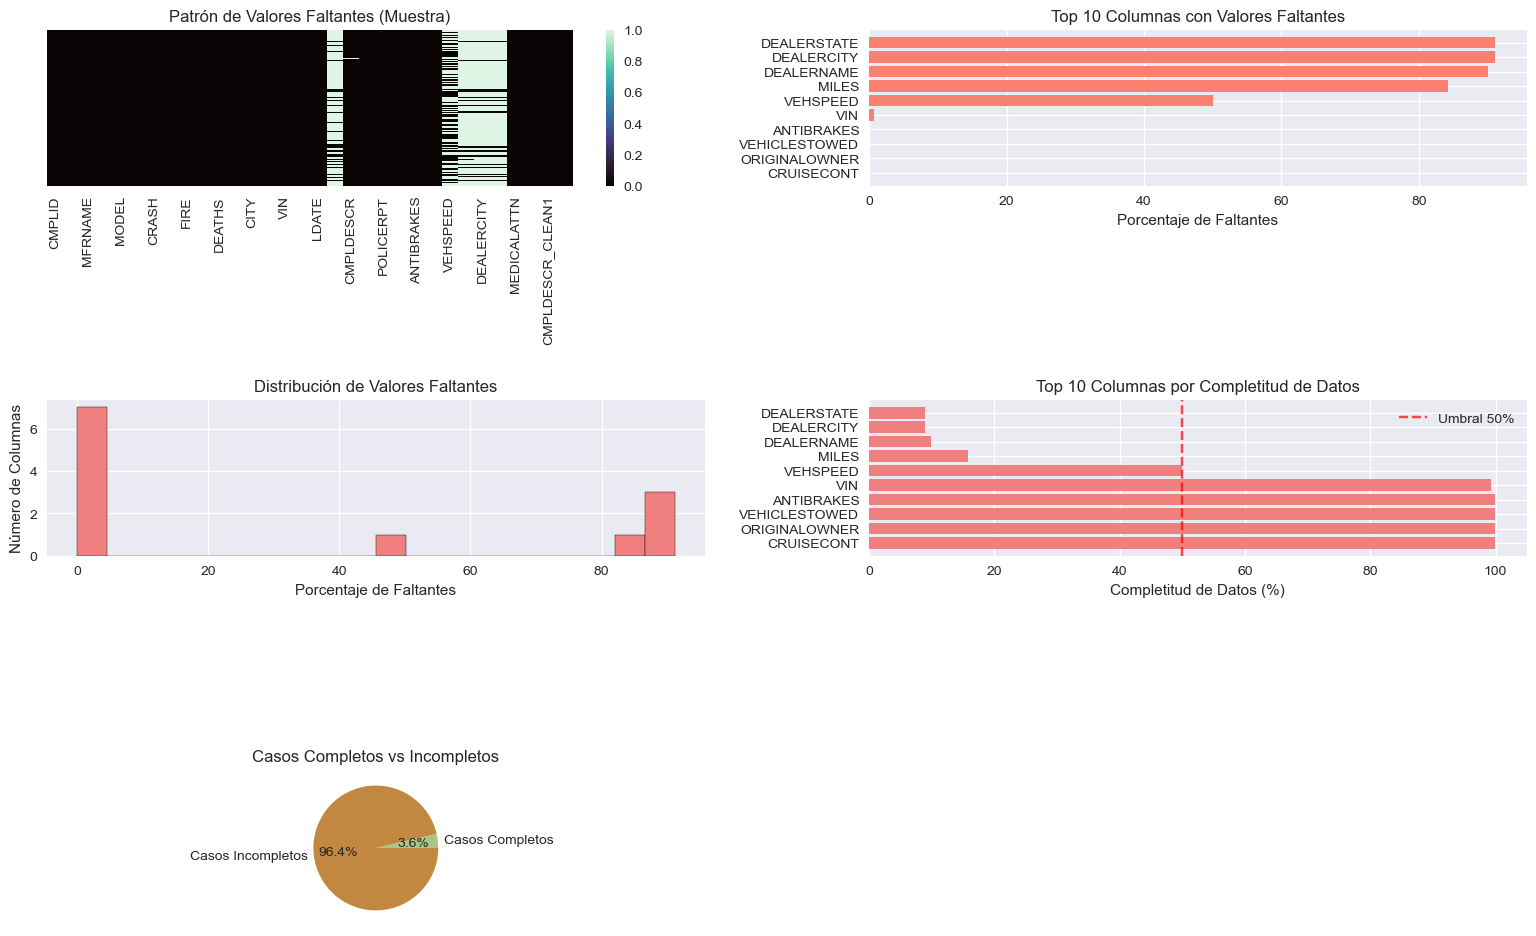 Patrón de Valores Faltantes (Muestra)
1.0
0.8
0.6
0.4
0.2
0.0
CMPLID
MFRNAME
MODEL
CRASH
FIRE
DEATHS
CITY
VIN
LDATE
CMPLDESCR
POLICERPT
ANTIBRAKES
VEHSPEED
DEALERCITY
MEDICALATTN
CMPLDESCR_CLEAN1
Top 10 Columnas con Valores Faltantes
DEALERSTATE
DEALERCITY
DEALERNAME
MILES
VEHSPEED
VIN
ANTIBRAKES
VEHICLESTOWED
ORIGINALOWNER
CRUISECONT
0 20 40 60 80
Porcentaje de Faltantes
Distribución de Valores Faltantes
Número de Columnas
6
4
2
0
0 20 40 60 80
Porcentaje de Faltantes
Top 10 Columnas por Completitud de Datos
DEALERSTATE
DEALERCITY
DEALERNAME
MILES
VEHSPEED
VIN
ANTIBRAKES
VEHICLESTOWED
ORIGINALOWNER
CRUISECONT
Umbral 50%
0 20 40 60 80 100
Completitud de Datos (%)
Casos Completos vs Incompletos
Casos Completos
3.6%
Casos Incompletos
96.4%